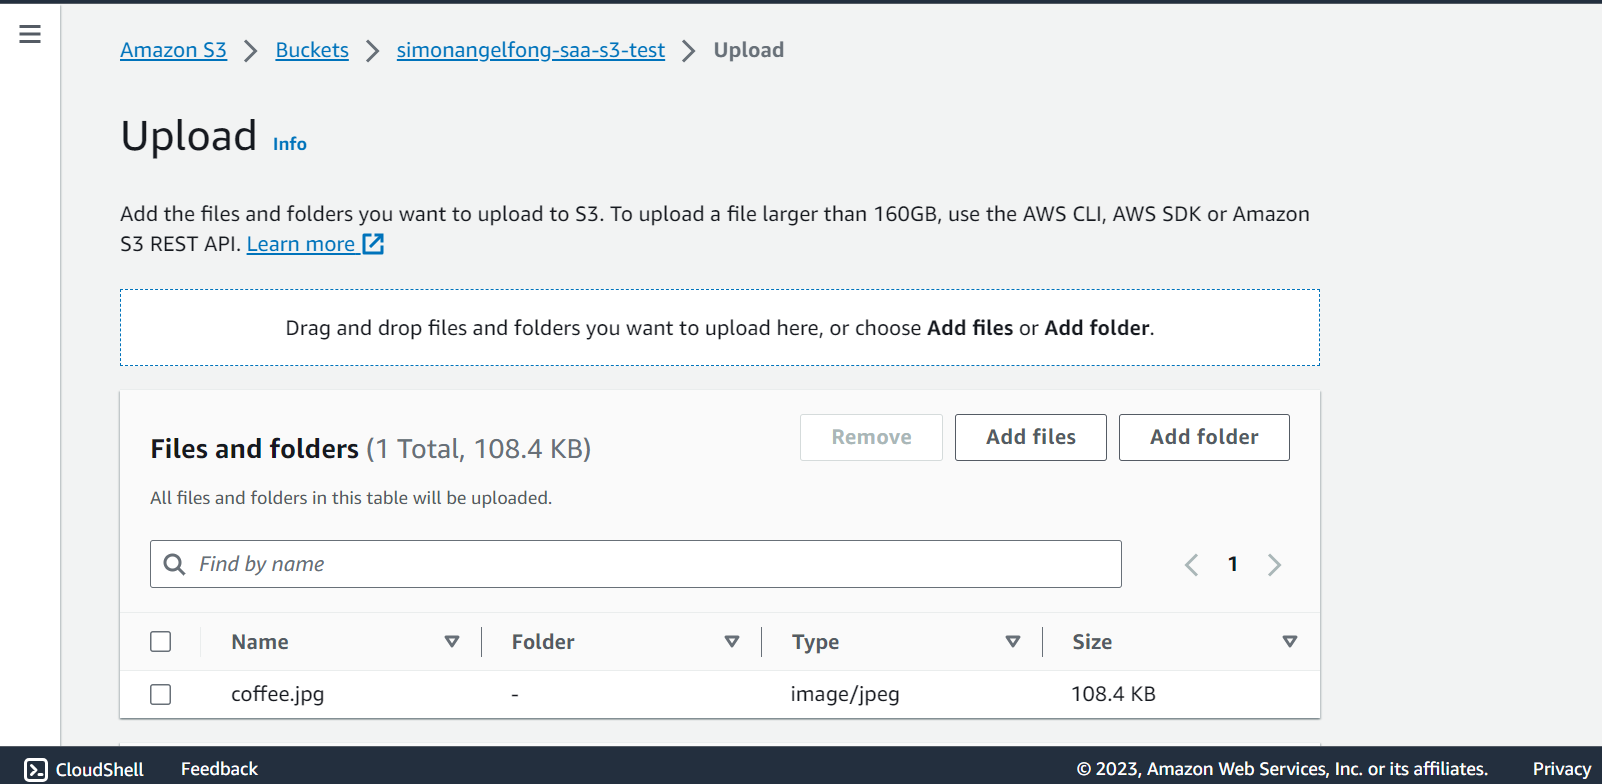 Amazon S3 > Buckets > simonangelfong-saa-s3-test > Upload
Upload Info
Add the files and folders you want to upload to S3. To upload a file larger than 160GB, use the AWS CLI, AWS SDK or Amazon
S3 REST API. Learn more
Drag and drop files and folders you want to upload here, or choose Add files or Add folder.
Files and folders (1 Total, 108.4 KB)
Remove Add files Add folder
All files and folders in this table will be uploaded.
Find by name
1
Name Folder Type Size
coffee.jpg - image/jpeg 108.4 KB
CloudShell Feedback © 2023, Amazon Web Services, Inc. or its affiliates. Privacy